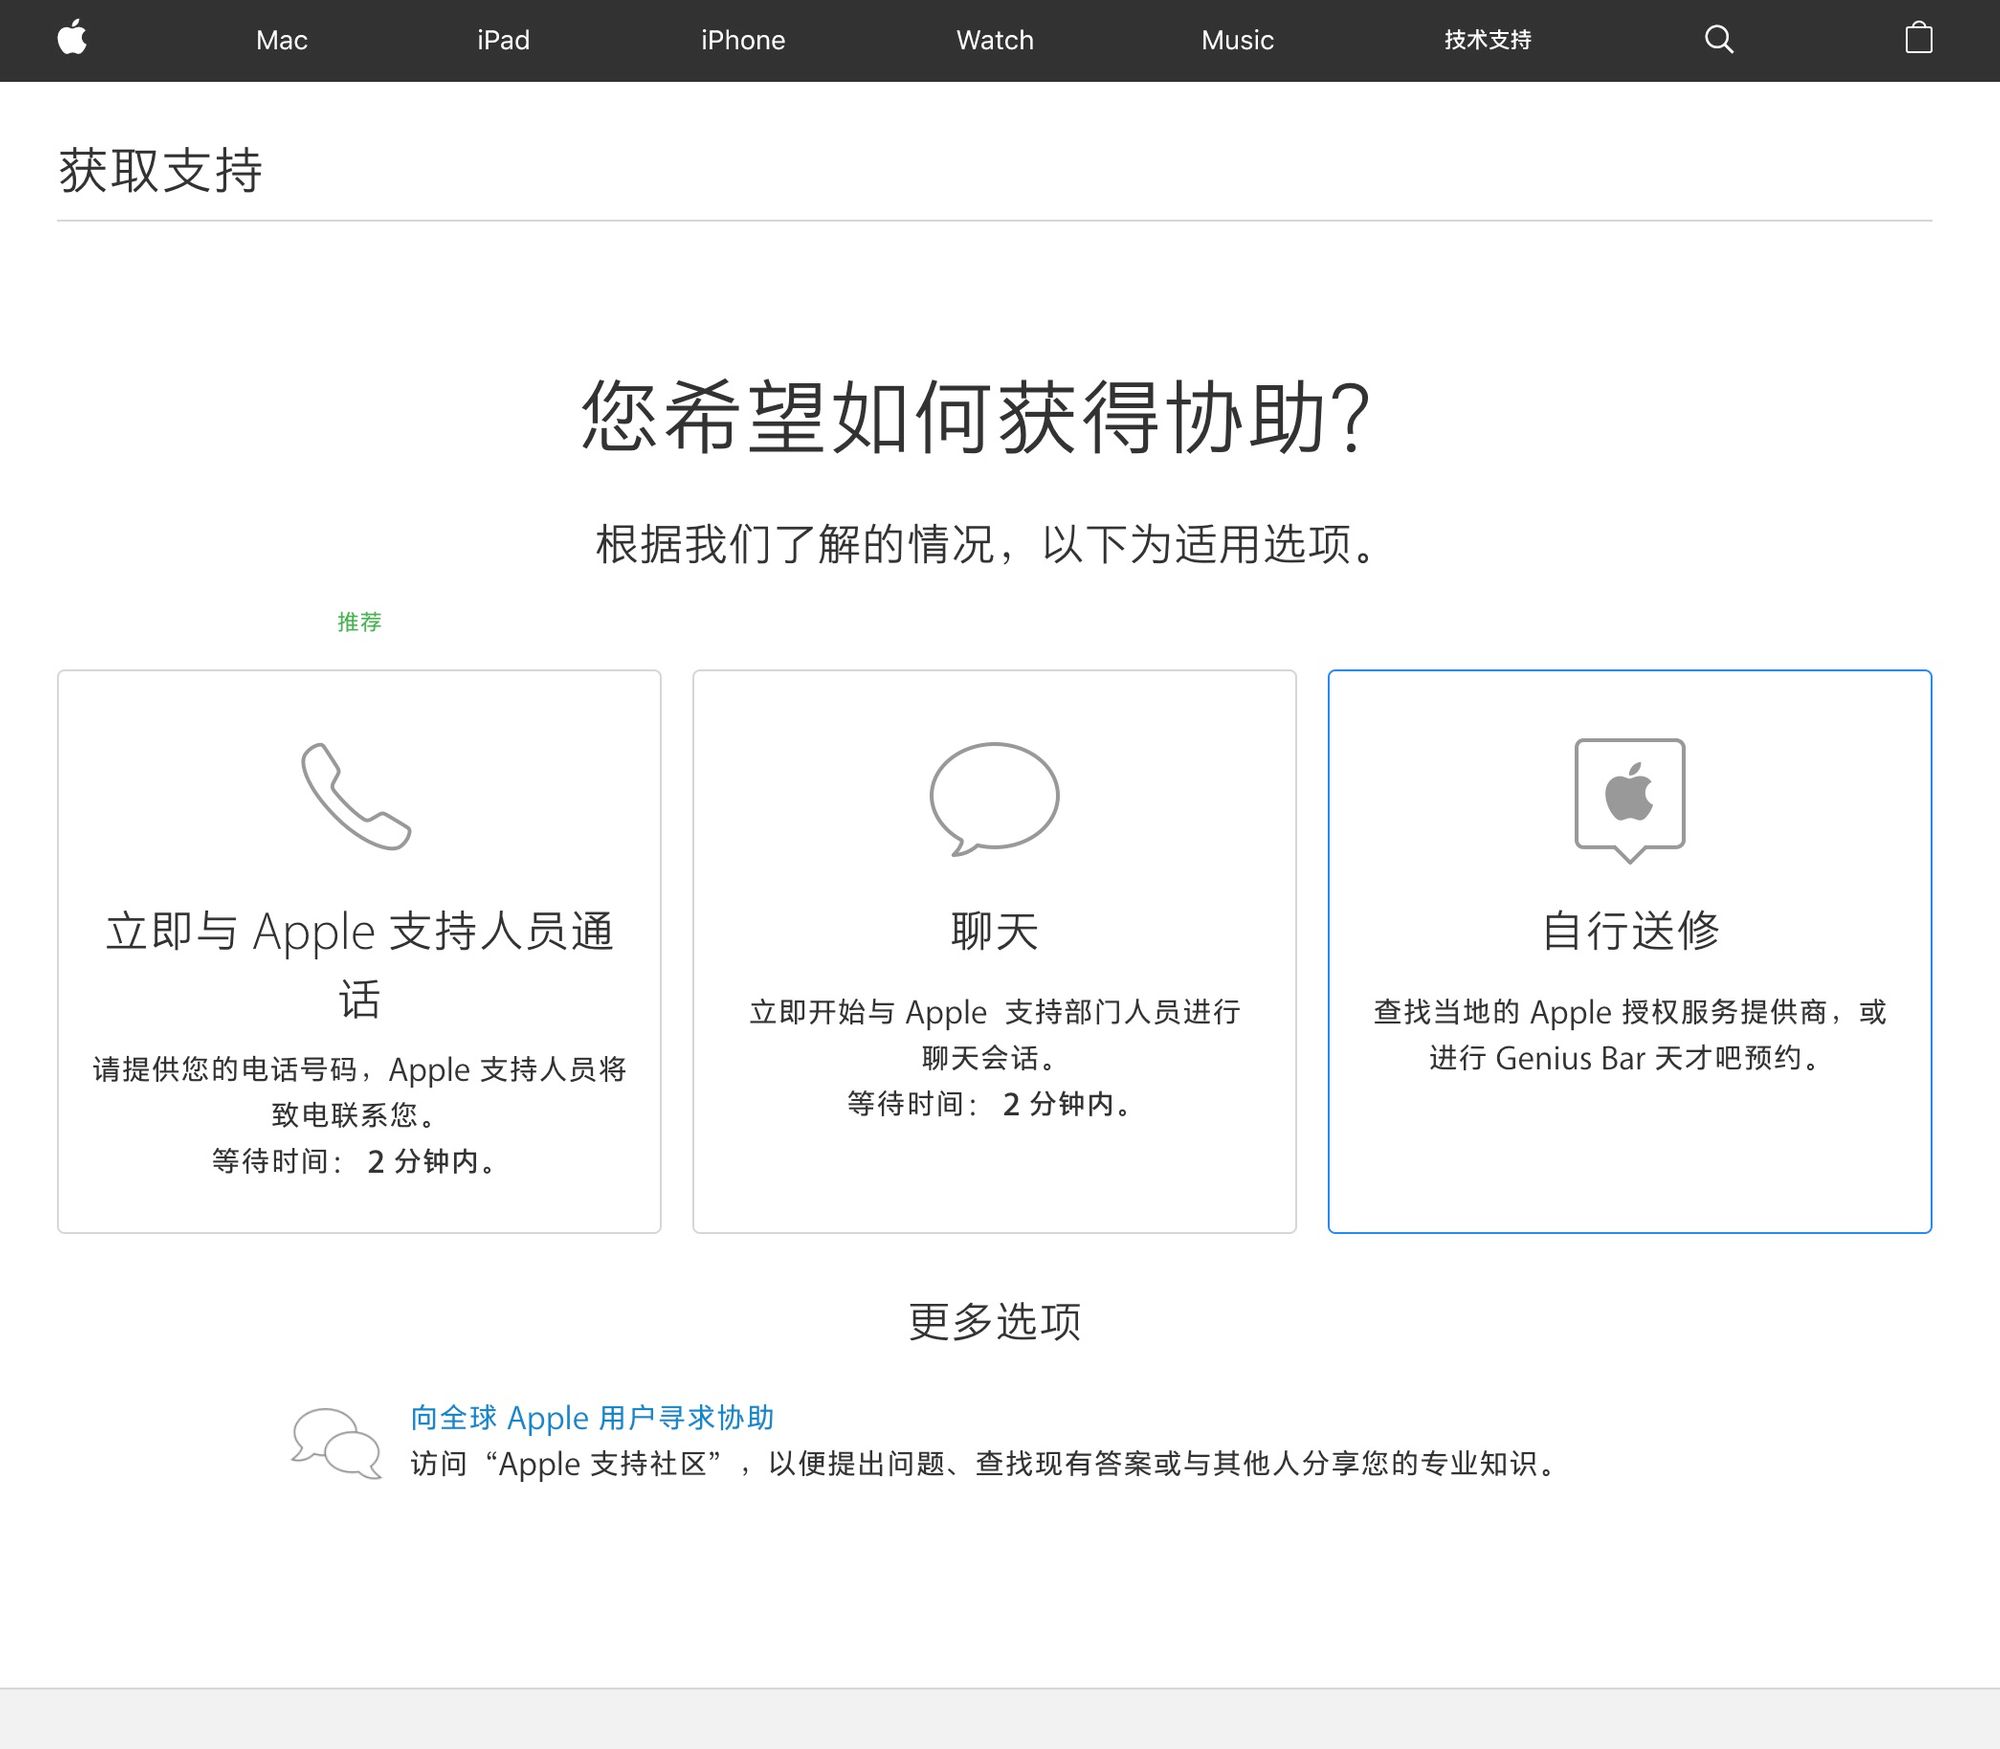 Mac iPad iPhone Watch Music 技术支持
获取支持
您希望如何获得协助？
根据我们了解的情况，以下为适用选项。
推荐
立即与 Apple 支持人员通
话
请提供您的电话号码，Apple 支持人员将
致电联系您。
等待时间： 2 分钟内。
聊天
立即开始与 Apple 支持部门人员进行
聊天会话。
等待时间： 2 分钟内。
自行送修
查找当地的 Apple 授权服务提供商，或
进行 Genius Bar 天才吧预约。
更多选项
向全球 Apple 用户寻求协助
访问“Apple 支持社区”，以便提出问题、查找现有答案或与其他人分享您的专业知识。